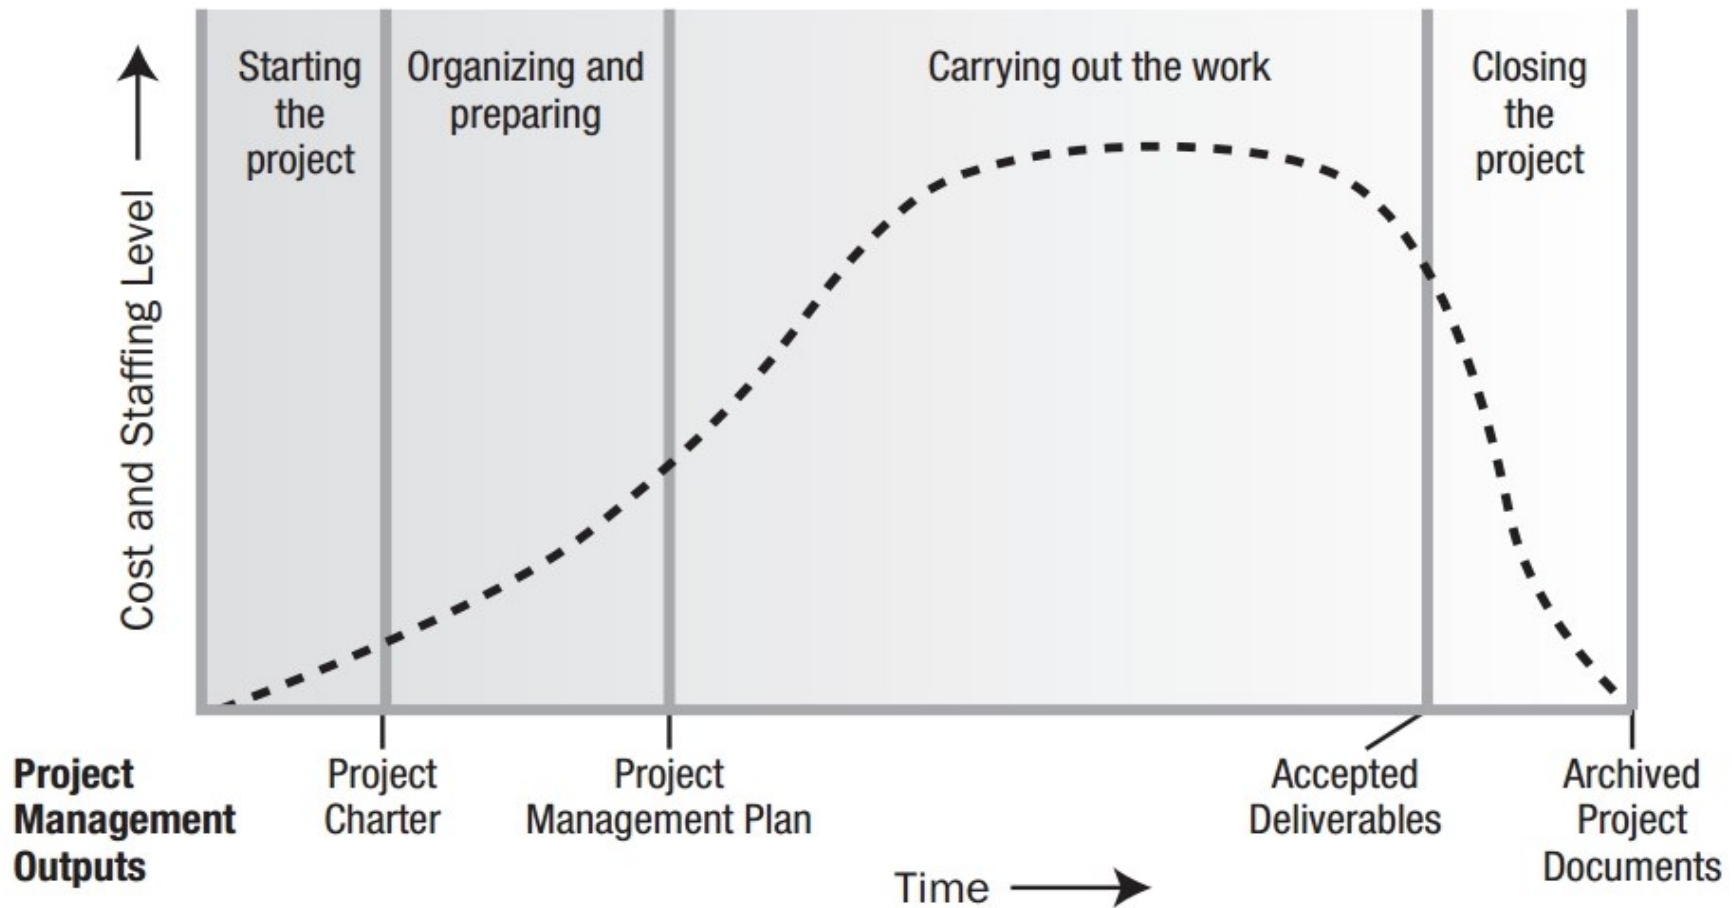 Starting
the
project
Organizing and
preparing
Carrying out the work
Closing
the
project
Cost and Staffing Level
Project
Management
Outputs
Project
Charter
Project
Management Plan
Accepted
Deliverables
Archived
Project
Documents
Time